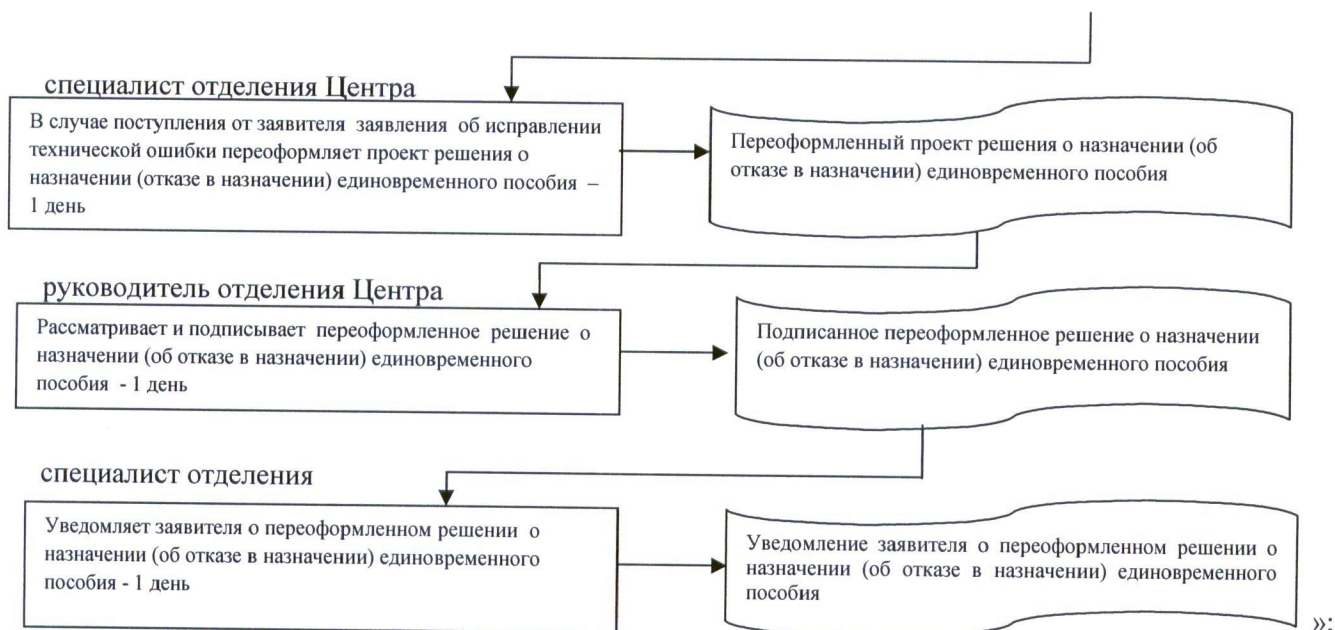 специалист отделения Центра
В случае поступления от заявителя заявления об исправлении
технической ошибки переоформляет проект решения о
назначении (отказе в назначении) единовременного пособия –
1 день
Переоформленный проект решения о назначении (об
отказе в назначении) единовременного пособия
руководитель отделения Центра
Рассматривает и подписывает переоформленное решение о
назначении (об отказе в назначении) единовременного
пособия - 1 день
Подписанное переоформленное решение о назначении
(об отказе в назначении) единовременного пособия
специалист отделения
Уведомляет заявителя о переоформленном решении о
назначении (об отказе в назначении) единовременного
пособия - 1 день
Уведомление заявителя о переоформленном решении о
назначении (об отказе в назначении) единовременного
пособия
»;